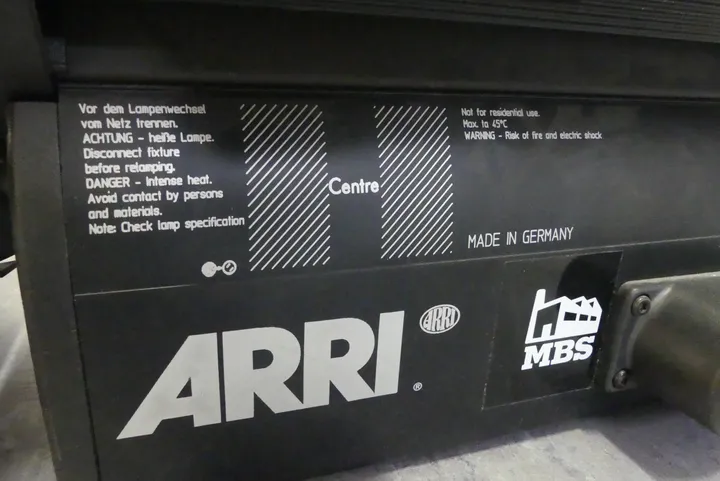 Vor dem Lampenwechsel
vom Netz trennen.
ACHTUNG - heiße Lampe.
Disconnect fixture
before relamping.
DANGER - Intense heat.
Avoid contact by persons
and materials.
Note: Check lamp specification
Centre
Not for residential use.
Max. ta 45°C
WARNING - Risk of fire and electric shock
MADE IN GERMANY
ARRI
®
ARRI
MBS